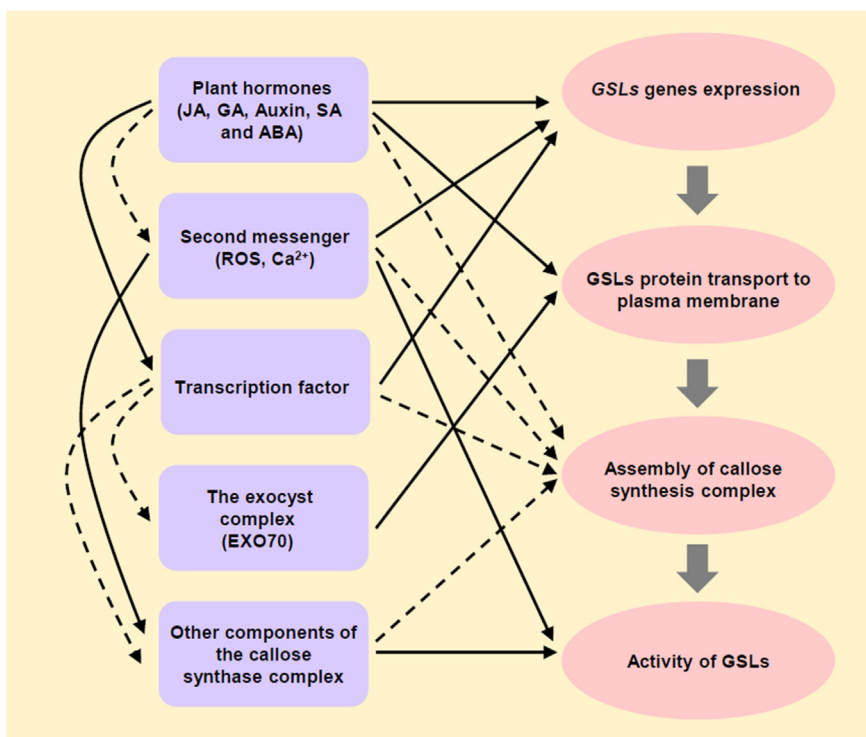 Plant hormones
(JA, GA, Auxin, SA
and ABA)
Second messenger
(ROS, Ca²⁺)
Transcription factor
The exocyst
complex
(EXO70)
Other components of
the callose
synthase complex
GSLs genes expression
GSLs protein transport to
plasma membrane
Assembly of callose
synthesis complex
Activity of GSLs